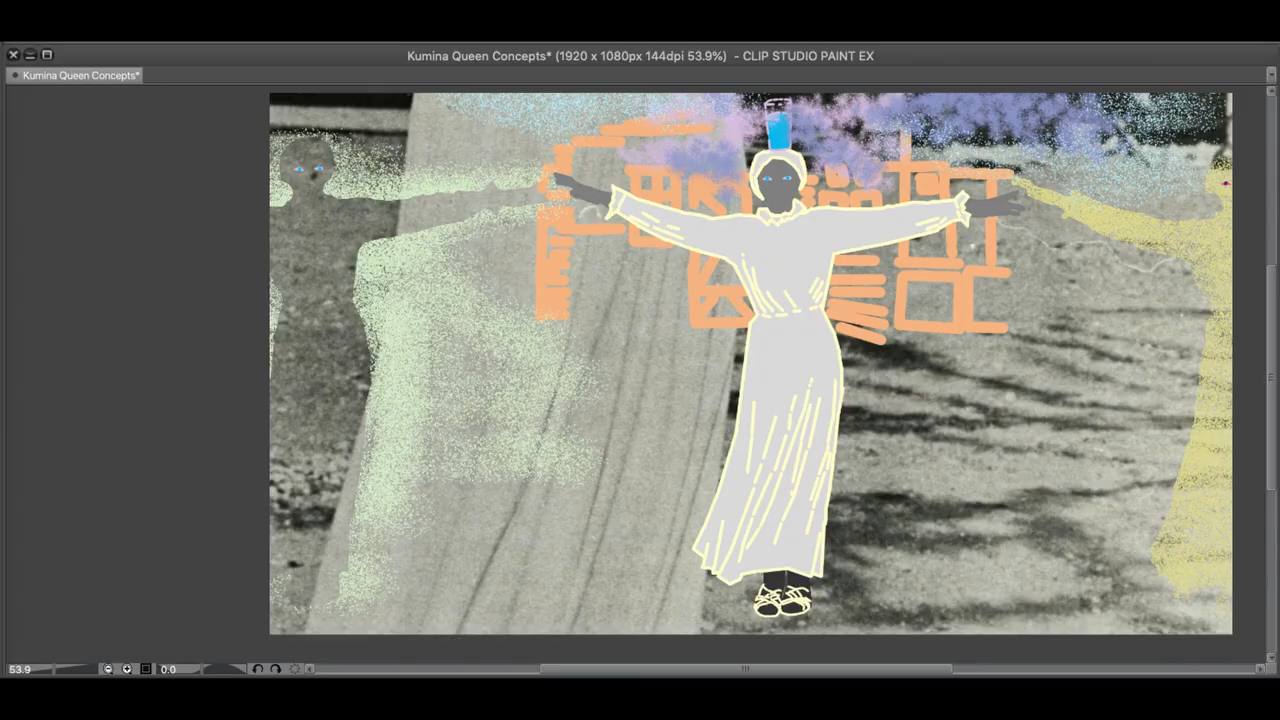 Kumina Queen Concepts* (1920 x 1080px 144dpi 53.9%) - CLIP STUDIO PAINT EX
Kumina Queen Concepts*
53.9
0.0